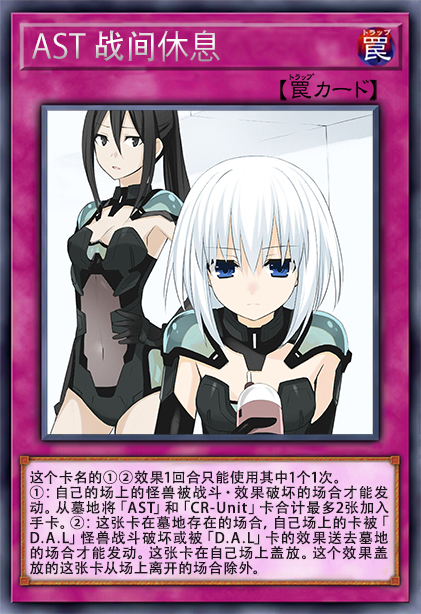 AST 战间休息
トラップ
罠
トラップ
【罠カード】
这个卡名的①②效果1回合只能使用其中1个1次。
①：自己的场上的怪兽被战斗·效果破坏的场合才能发
动。从墓地将「AST」和「CR-Unit」卡合计最多2张加入
手卡。②：这张卡在墓地存在的场合，自己场上的卡被「
D.A.L」怪兽战斗破坏或被「D.A.L」卡的效果送去墓地
的场合才能发动。这张卡在自己场上盖放。这个效果盖
放的这张卡从场上离开的场合除外。